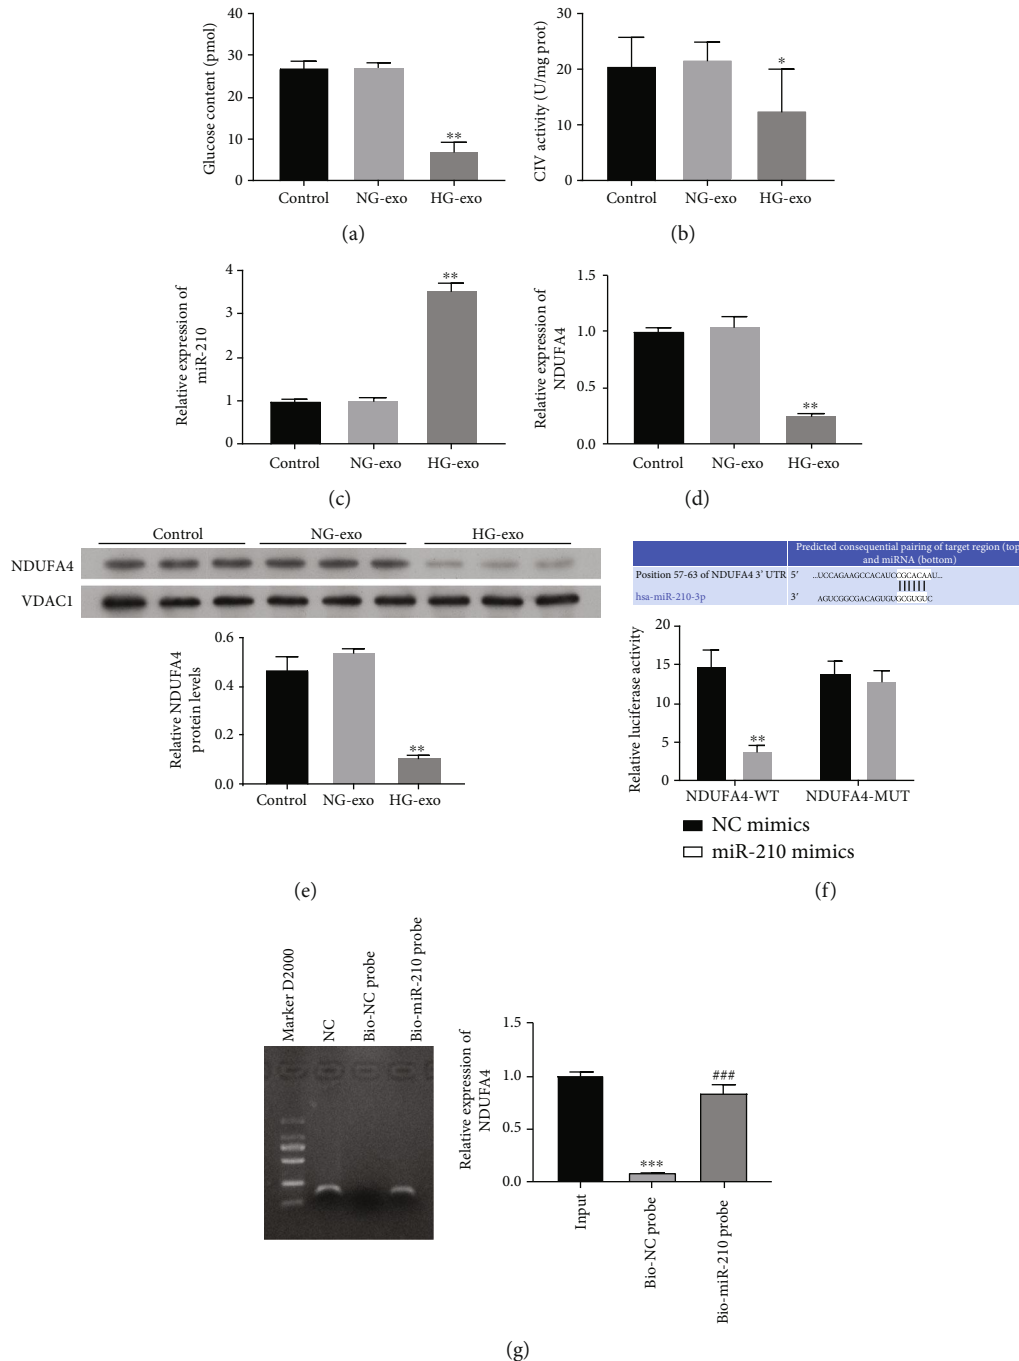 Glucose content (pmol)
40
30
20
10
0
**
Control
NG-exo
HG-exo
(a)
CIV activity (U/mg prot)
30
20
10
0
*
Control
NG-exo
HG-exo
(b)
Relative expression of
miR-210
4
3
2
1
0
**
Control
NG-exo
HG-exo
(c)
Relative expression of
NDUFA4
1.5
1.0
0.5
0.0
**
Control
NG-exo
HG-exo
(d)
Control
NG-exo
HG-exo
NDUFA4
VDAC1
Relative NDUFA4
protein levels
0.6
0.4
0.2
0.0
**
Control
NG-exo
HG-exo
(e)
Predicted consequential pairing of target region (top
and miRNA (bottom)
Position 57-63 of NDUFA4 3' UTR 5' ...UCCAGAAGCCACAUCCGCACAAU...
hsa-miR-210-3p 3' AGUCGGCGACAGUGUGCGUGUC
Relative luciferase activity
20
15
10
5
0
**
NDUFA4-WT
NDUFA4-MUT
NC mimics
miR-210 mimics
(f)
Marker D2000
NC
Bio-NC probe
Bio-miR-210 probe
Relative expression of
NDUFA4
1.5
1.0
0.5
0.0
***
###
Input
Bio-NC probe
Bio-miR-210 probe
(g)